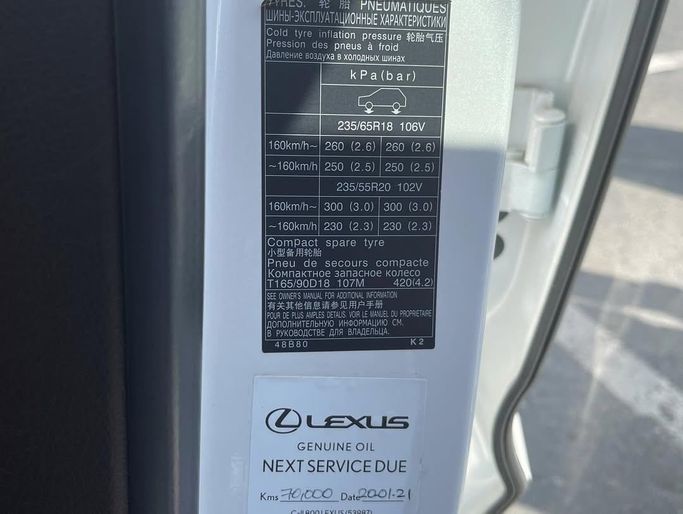 TYRES. 轮 胎 PNEUMATIQUES
ШИНЫ-ЭКСПЛУАТАЦИОННЫЕ ХАРАКТЕРИСТИКИ
Cold tyre inflation pressure 轮胎气压
Pression des pneus à froid
Давление воздуха в холодных шинах
kPa (bar)
235/65R18 106V
160km/h~ 260 (2.6) 260 (2.6)
~160km/h 250 (2.5) 250 (2.5)
235/55R20 102V
160km/h~ 300 (3.0) 300 (3.0)
~160km/h 230 (2.3) 230 (2.3)
Compact spare tyre
小型备用轮胎
Pneu de secours compacte
Компактное запасное колесо
T165/90D18 107M 420(4.2)
SEE OWNER'S MANUAL FOR ADDITIONAL INFORMATION
有关其他信息请参见用户手册
POUR DE PLUS AMPLES DETAILS. VOIR LE MANUEL DU PROPRIETAIRE
ДОПОЛНИТЕЛЬНУЮ ИНФОРМАЦИЮ СМ.
В РУКОВОДСТВЕ ДЛЯ ВЛАДЕЛЬЦА.
48B80 K2
LEXUS
GENUINE OIL
NEXT SERVICE DUE
Kms 70,000 Date 20.01.21
Call 800 LEXUS (53987)